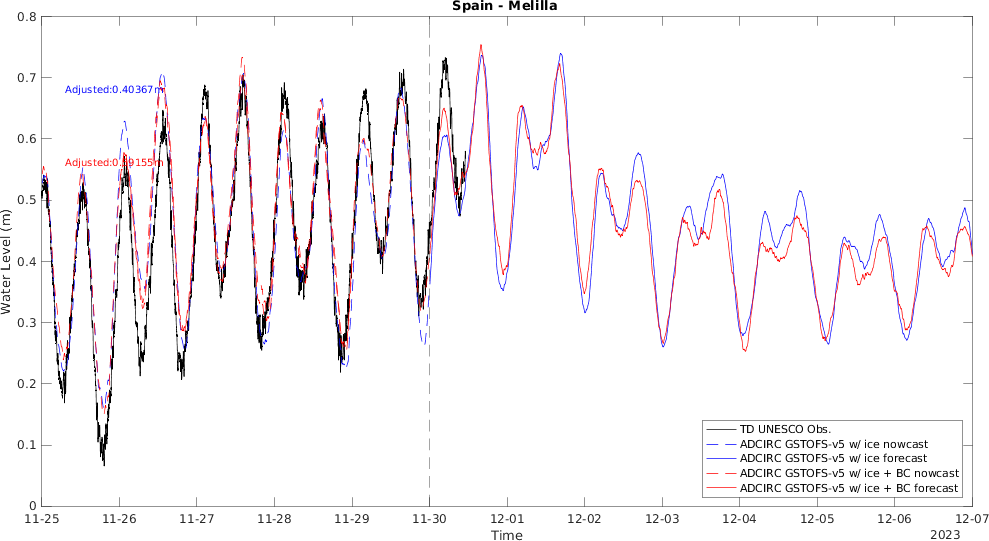 Spain - Melilla
Water Level (m)
0.8
0.7
0.6
0.5
0.4
0.3
0.2
0.1
0
Adjusted:0.40367m
TD UNESCO Obs.
ADCIRC GSTOFS-v5 w/ ice nowcast
ADCIRC GSTOFS-v5 w/ ice forecast
ADCIRC GSTOFS-v5 w/ ice + BC nowcast
ADCIRC GSTOFS-v5 w/ ice + BC forecast
11-25 11-26 11-27 11-28 11-29 11-30 12-01 12-02 12-03 12-04 12-05 12-06 12-07
Time
2023